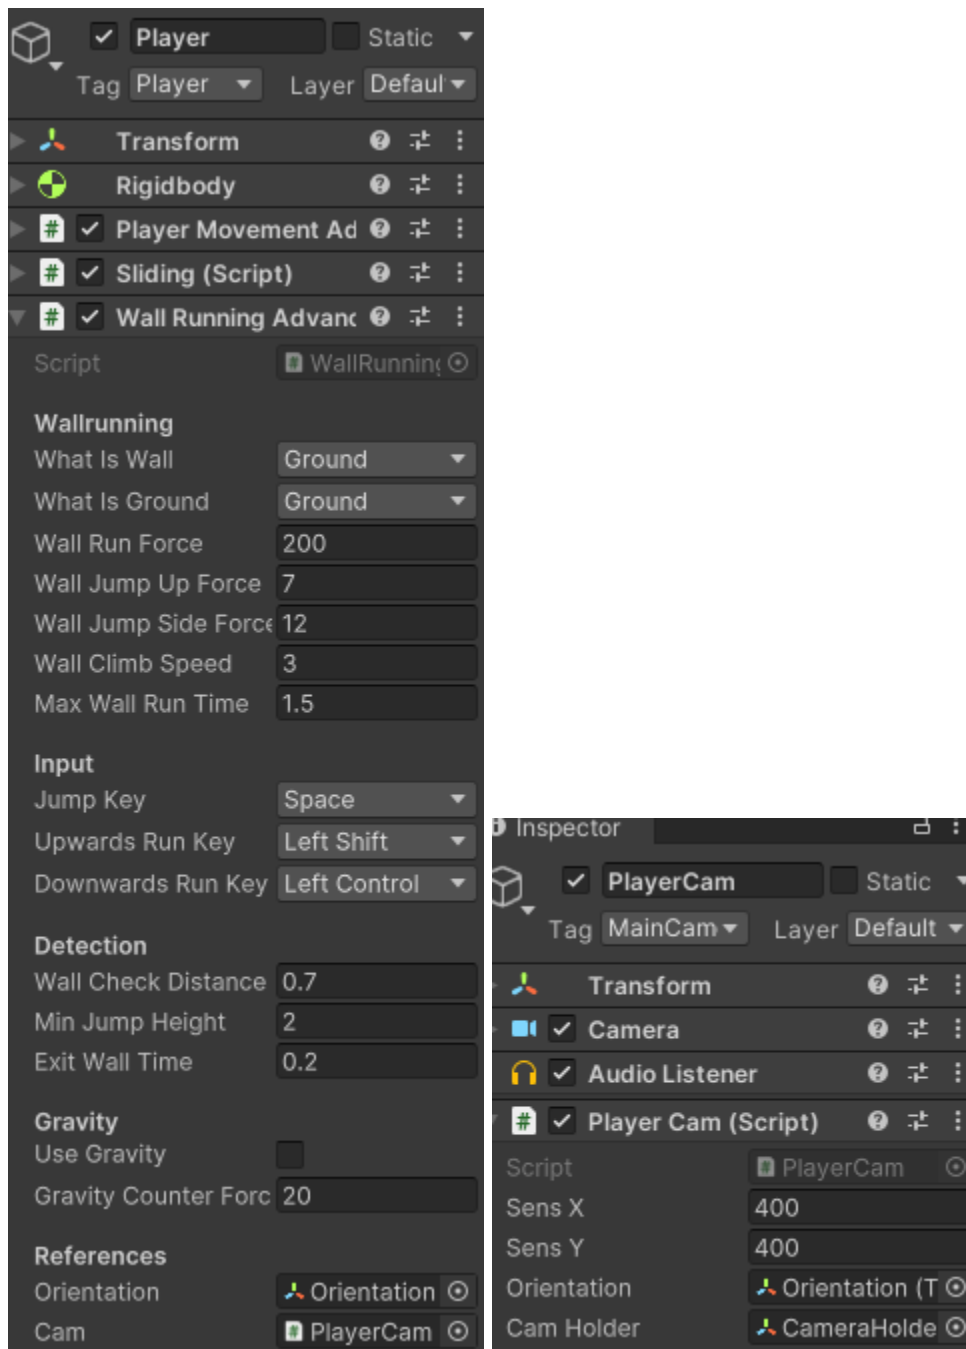 Player
Static
Tag Player
Layer Defaul
Transform
Rigidbody
# Player Movement Ad
# Sliding (Script)
# Wall Running Advanc
Script # WallRunning
Wallrunning
What Is Wall Ground
What Is Ground Ground
Wall Run Force 200
Wall Jump Up Force 7
Wall Jump Side Force 12
Wall Climb Speed 3
Max Wall Run Time 1.5
Input
Jump Key Space
Upwards Run Key Left Shift
Downwards Run Key Left Control
Detection
Wall Check Distance 0.7
Min Jump Height 2
Exit Wall Time 0.2
Gravity
Use Gravity
Gravity Counter Forc 20
References
Orientation Orientation
Cam # PlayerCam
Inspector
PlayerCam
Static
Tag MainCam
Layer Default
Transform
Camera
Audio Listener
# Player Cam (Script)
Script # PlayerCam
Sens X 400
Sens Y 400
Orientation Orientation (T
Cam Holder CameraHolde